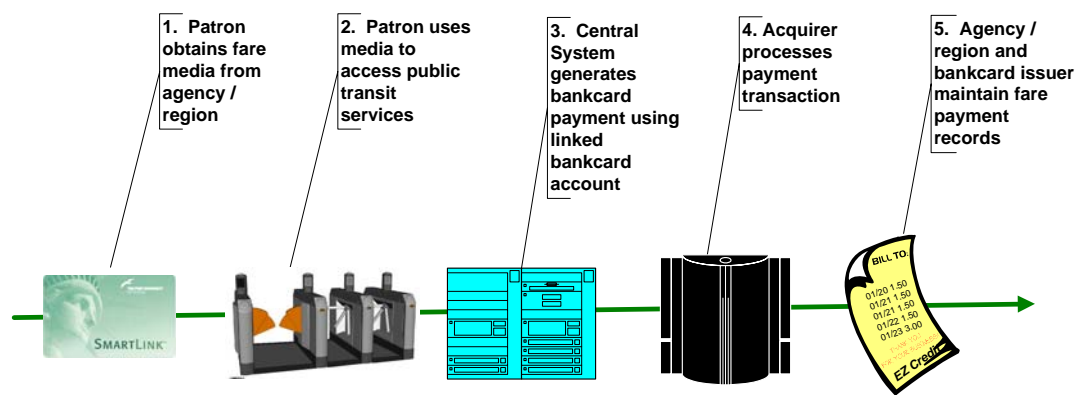 1. Patron
obtains fare
media from
agency /
region
2. Patron uses
media to
access public
transit
services
3. Central
System
generates
bankcard
payment using
linked
bankcard
account
4. Acquirer
processes
payment
transaction
5. Agency /
region and
bankcard issuer
maintain fare
payment
records
SMARTLINK
BILL TO:
01/20 1.50
01/21 1.50
01/21 1.50
01/22 1.50
01/23 3.00
EZ Credit